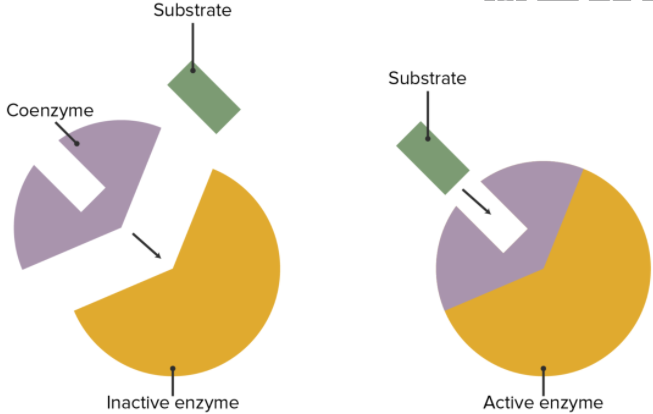 Substrate
Coenzyme
Inactive enzyme
Substrate
Active enzyme